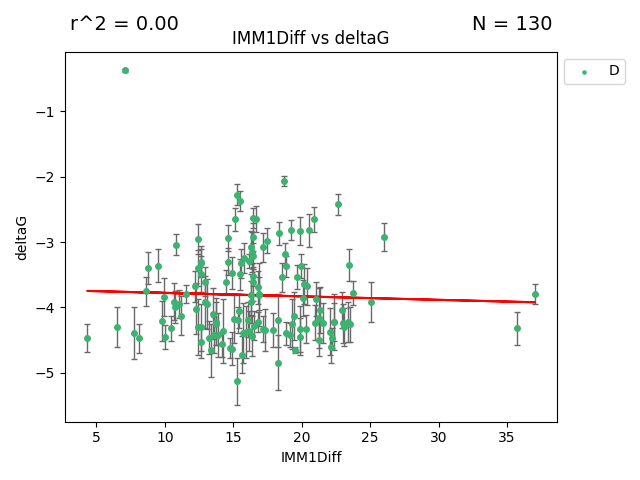 r^2 = 0.00
N = 130
IMM1Diff vs deltaG
D
−1
−2
−3
−4
−5
deltaG
5 10 15 20 25 30 35
IMM1Diff